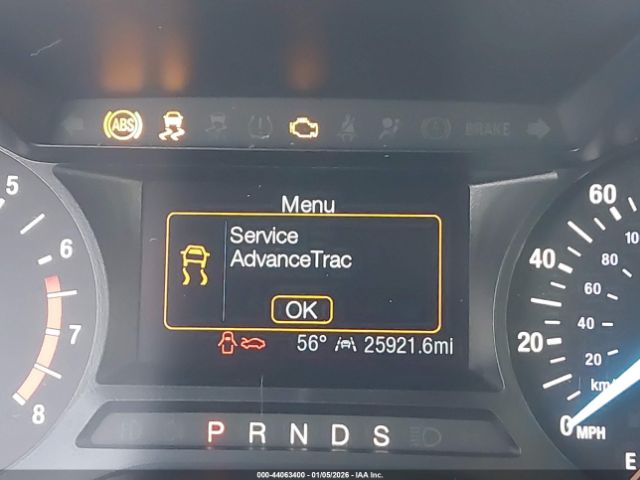 ABS
BRAKE
Menu
Service
AdvanceTrac
OK
56° 25921.6mi
P R N D S
5
6
7
8
60
40
20
0 MPH
80
60
40
20
km/
E
000-44063400 - 01/05/2026 - IAA Inc.